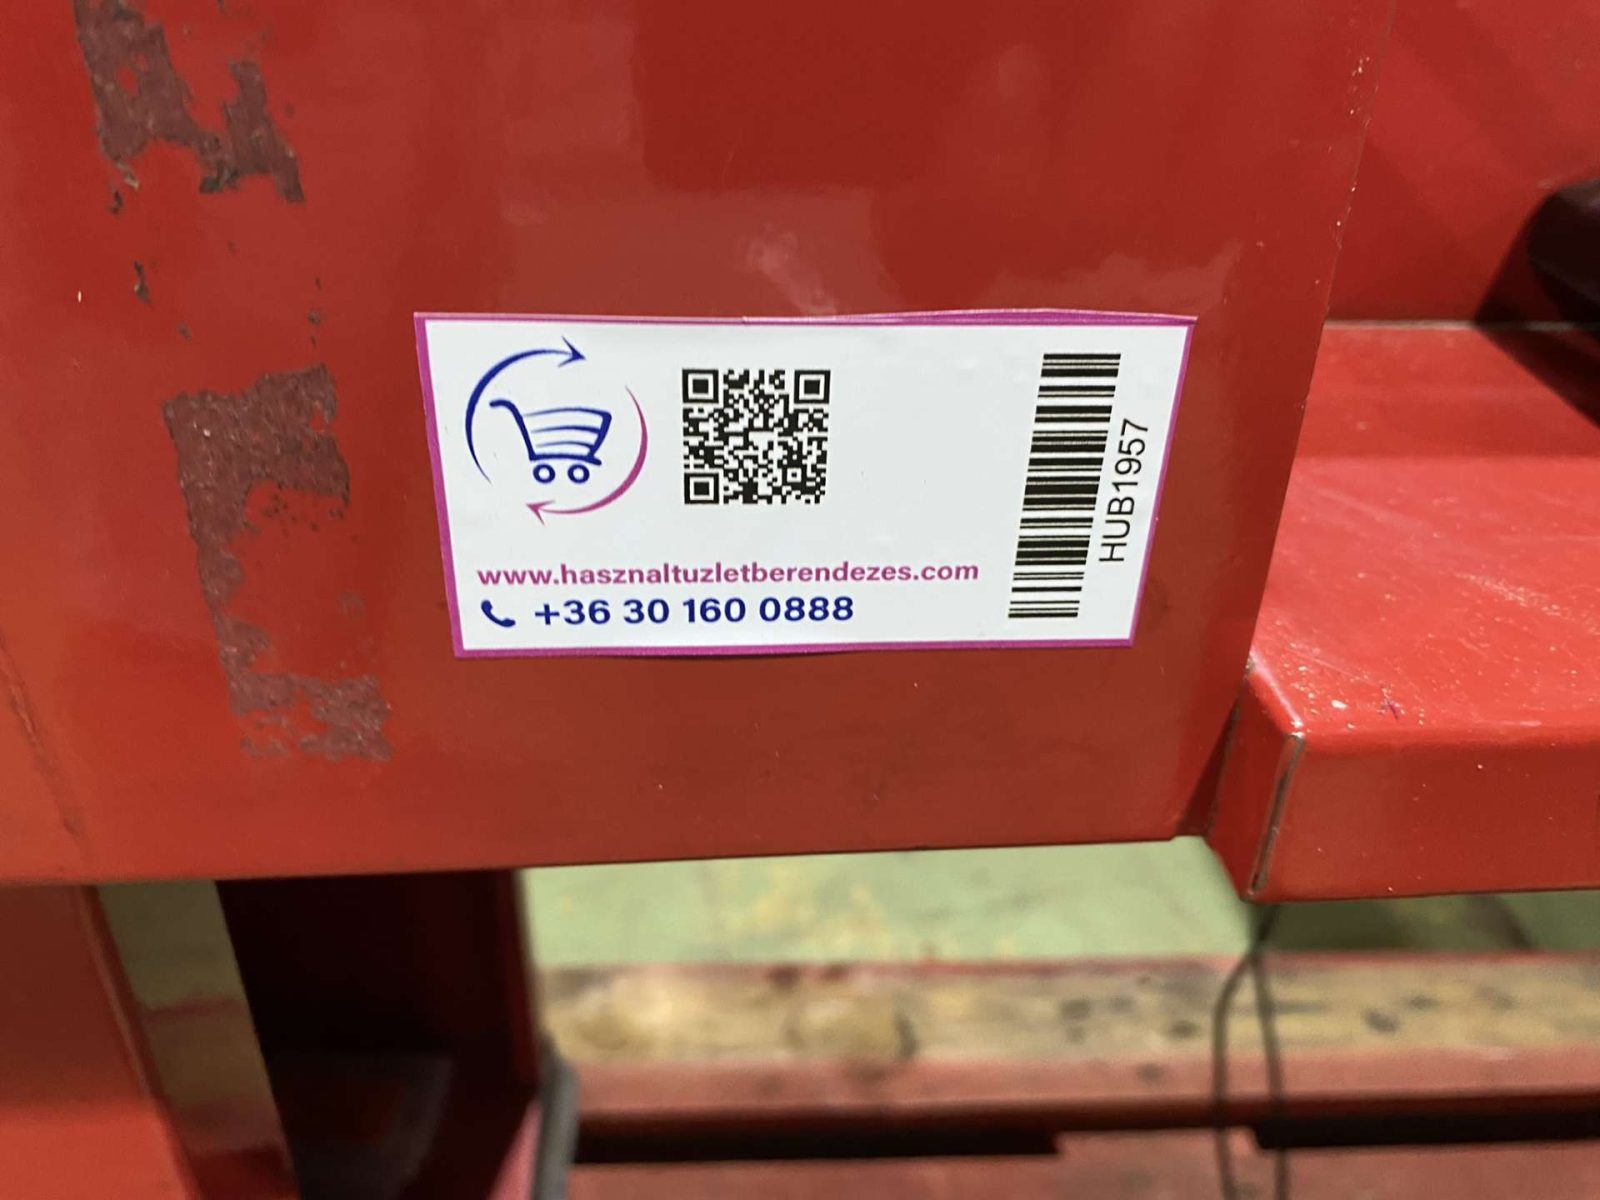 www.hasznaltuzletberendezes.com
+36 30 160 0888
HUB1957